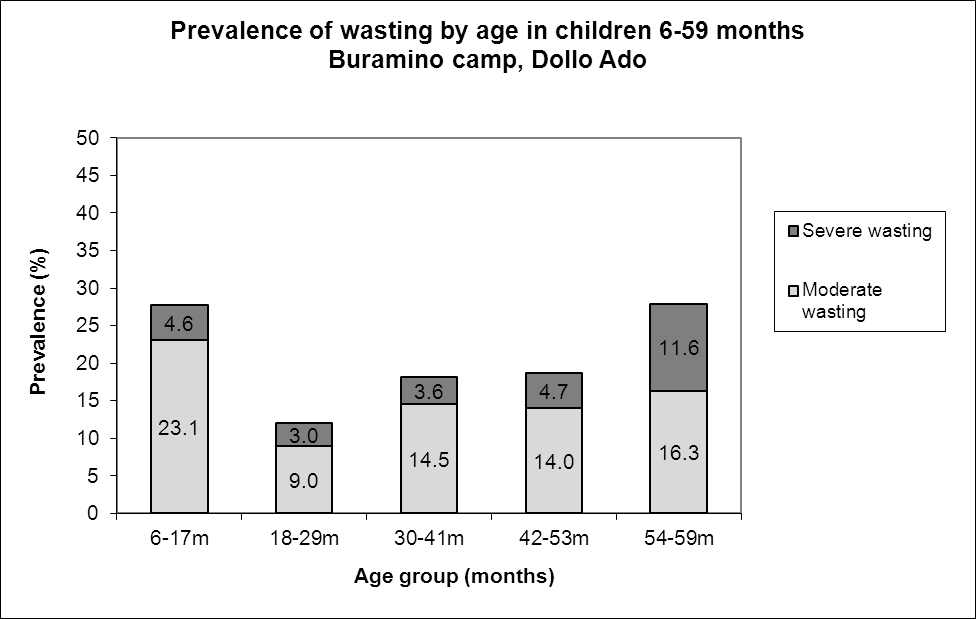 Prevalence of wasting by age in children 6-59 months
Buramino camp, Dollo Ado
50
45
40
35
30
25
20
15
10
5
0
Prevalence (%)
4.6
23.1
3.0
9.0
3.6
14.5
4.7
14.0
11.6
16.3
6-17m
18-29m
30-41m
42-53m
54-59m
Age group (months)
Severe wasting
Moderate
wasting